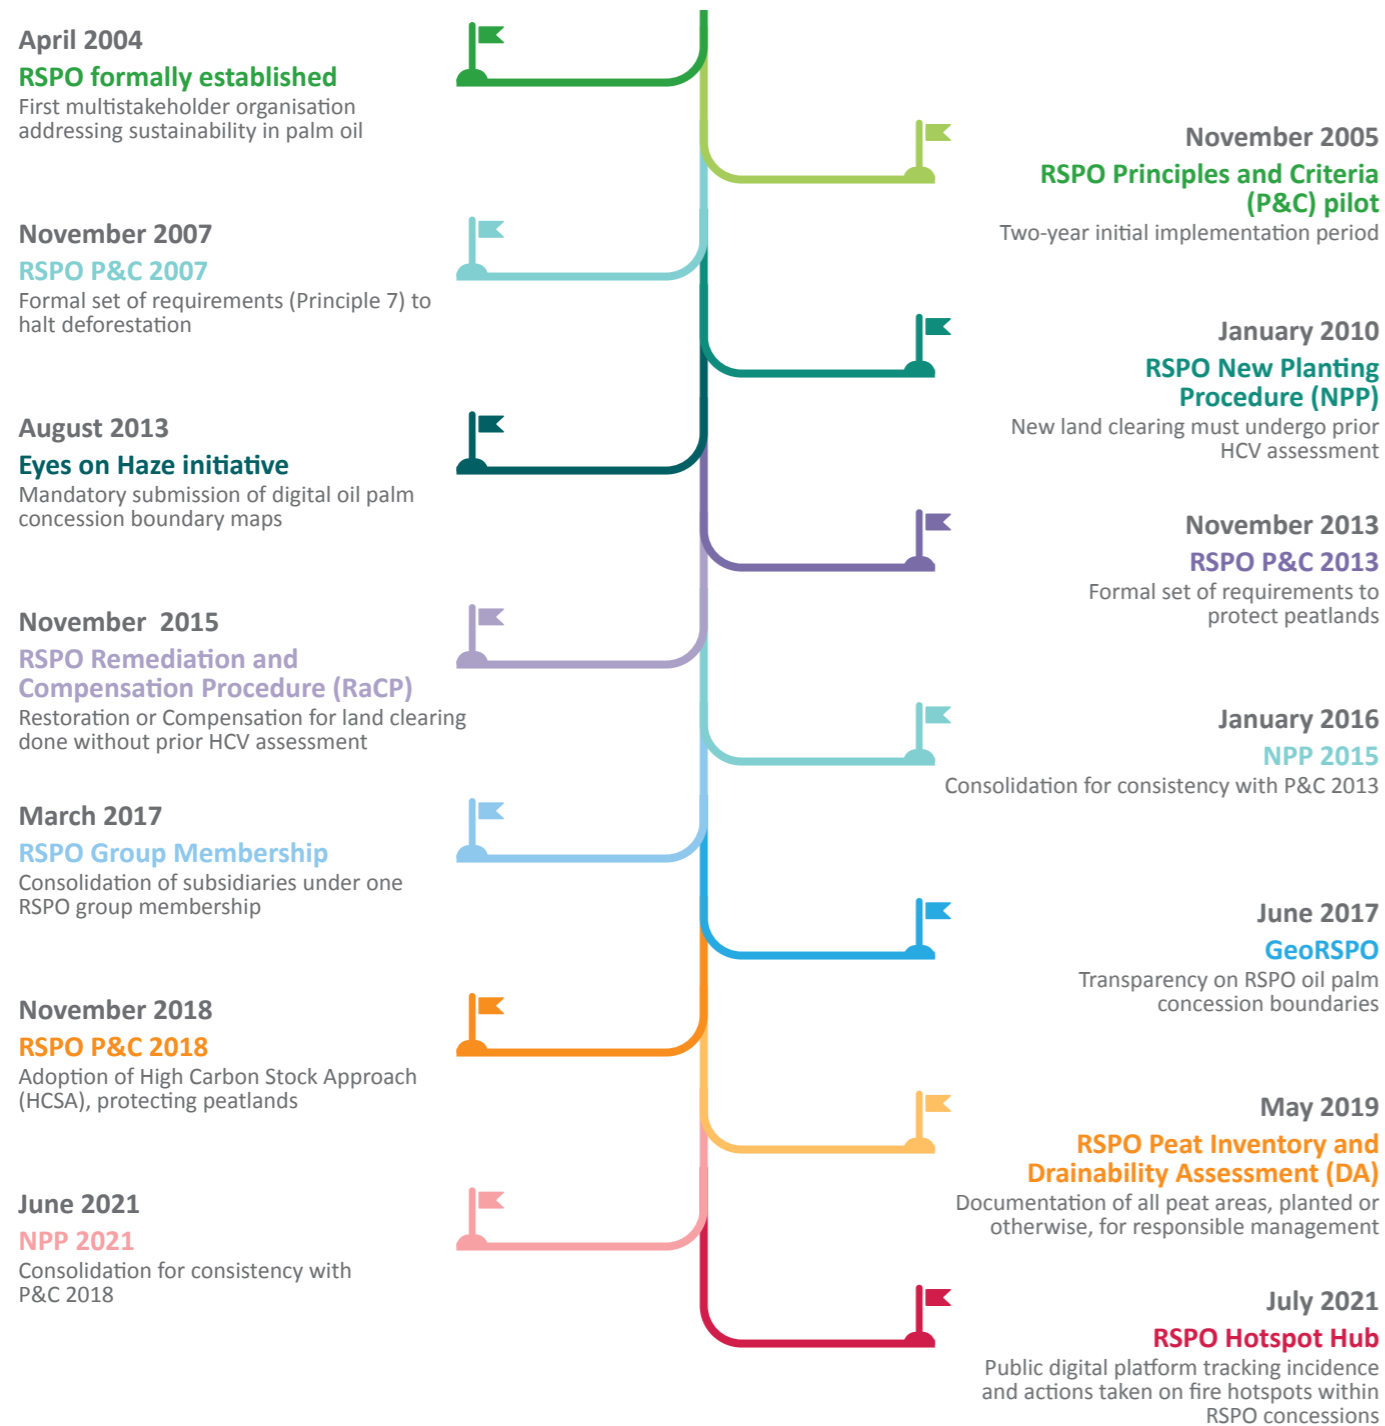 April 2004
RSPO formally established
First multistakeholder organisation
addressing sustainability in palm oil
November 2005
RSPO Principles and Criteria
(P&C) pilot
Two-year initial implementation period
November 2007
RSPO P&C 2007
Formal set of requirements (Principle 7) to
halt deforestation
January 2010
RSPO New Planting
Procedure (NPP)
New land clearing must undergo prior
HCV assessment
August 2013
Eyes on Haze initiative
Mandatory submission of digital oil palm
concession boundary maps
November 2013
RSPO P&C 2013
Formal set of requirements to
protect peatlands
November 2015
RSPO Remediation and
Compensation Procedure (RaCP)
Restoration or Compensation for land clearing
done without prior HCV assessment
January 2016
NPP 2015
Consolidation for consistency with P&C 2013
March 2017
RSPO Group Membership
Consolidation of subsidiaries under one
RSPO group membership
June 2017
GeoRSPO
Transparency on RSPO oil palm
concession boundaries
November 2018
RSPO P&C 2018
Adoption of High Carbon Stock Approach
(HCSA), protecting peatlands
May 2019
RSPO Peat Inventory and
Drainability Assessment (DA)
Documentation of all peat areas, planted or
otherwise, for responsible management
June 2021
NPP 2021
Consolidation for consistency with
P&C 2018
July 2021
RSPO Hotspot Hub
Public digital platform tracking incidence
and actions taken on fire hotspots within
RSPO concessions